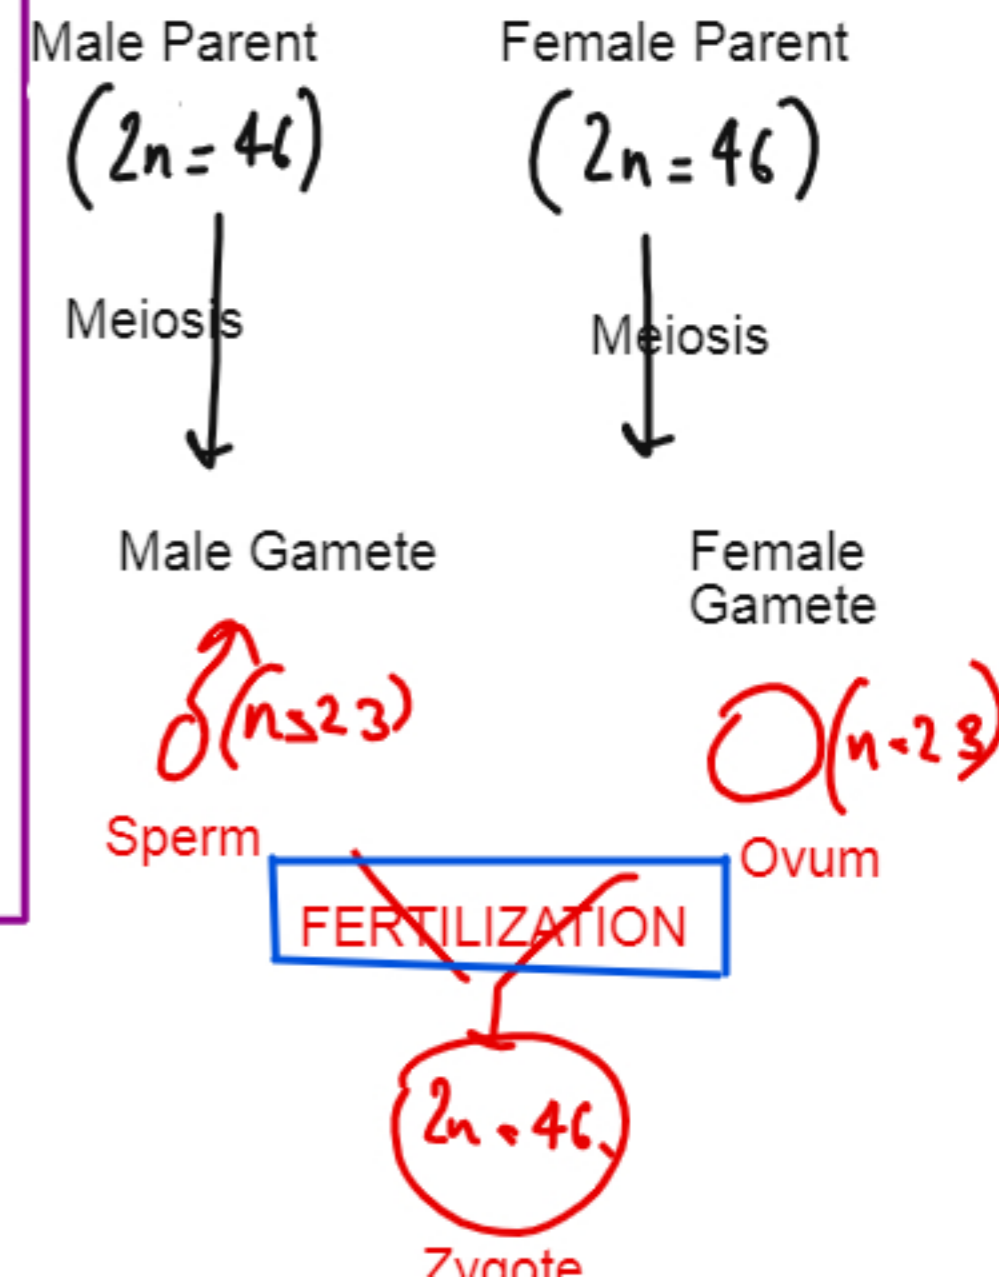 Male Parent
Female Parent
(2n = 46)
(2n = 46)
Meiosis
Meiosis
Male Gamete
Female
Gamete
(n=23)
(n=23)
Sperm
Ovum
FERTILIZATION
2n = 46
Zygote